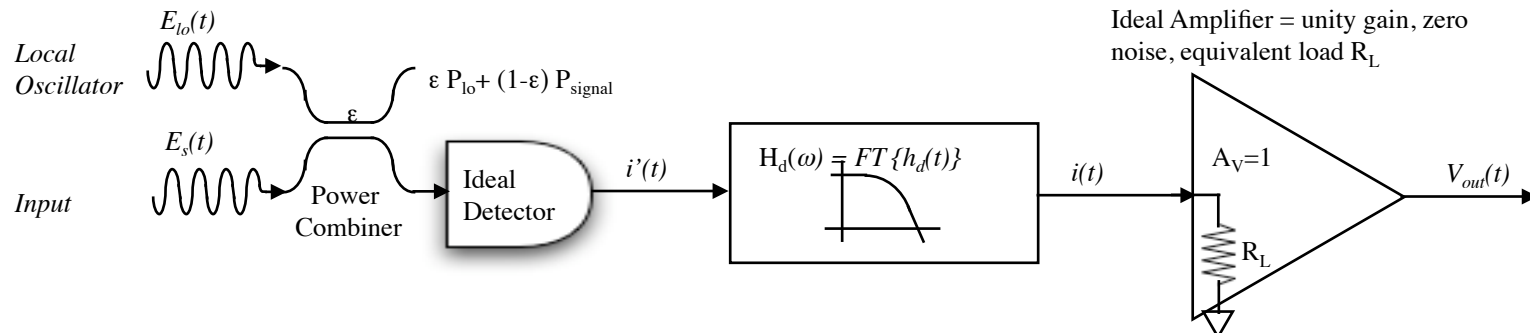 E_lo(t)
Local
Oscillator
ε P_lo + (1-ε) P_signal
ε
E_s(t)
Input
Power
Combiner
Ideal
Detector
i’(t)
H_d(ω) = FT{h_d(t)}
i(t)
Ideal Amplifier = unity gain, zero
noise, equivalent load R_L
A_V=1
R_L
V_out(t)